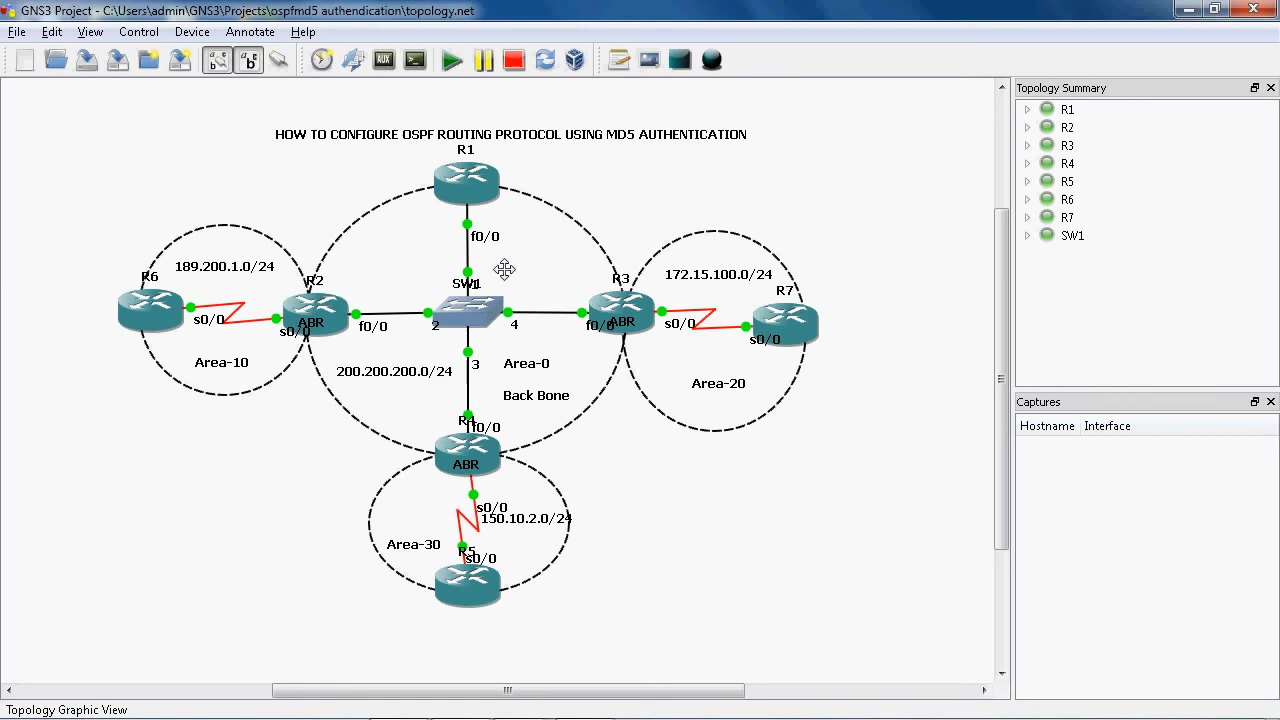 GNS3 Project - C:\Users\admin\GNS3\Projects\ospfmd5 authendication\topology.net
File Edit View Control Device Annotate Help
AUX
Topology Summary
R1
R2
R3
R4
R5
R6
R7
SW1
Captures
Hostname Interface
HOW TO CONFIGURE OSPF ROUTING PROTOCOL USING MD5 AUTHENTICATION
R1
f0/0
1
SW1
189.200.1.0/24
R6
s0/0
R2
ABR
s0/0
f0/0
2
4
Area-10
R3
ABR
f0/0
172.15.100.0/24
R7
s0/0
s0/0
Area-20
200.200.200.0/24
3
Area-0
Back Bone
R4
f0/0
ABR
s0/0
150.10.2.0/24
Area-30
R5
s0/0
Topology Graphic View